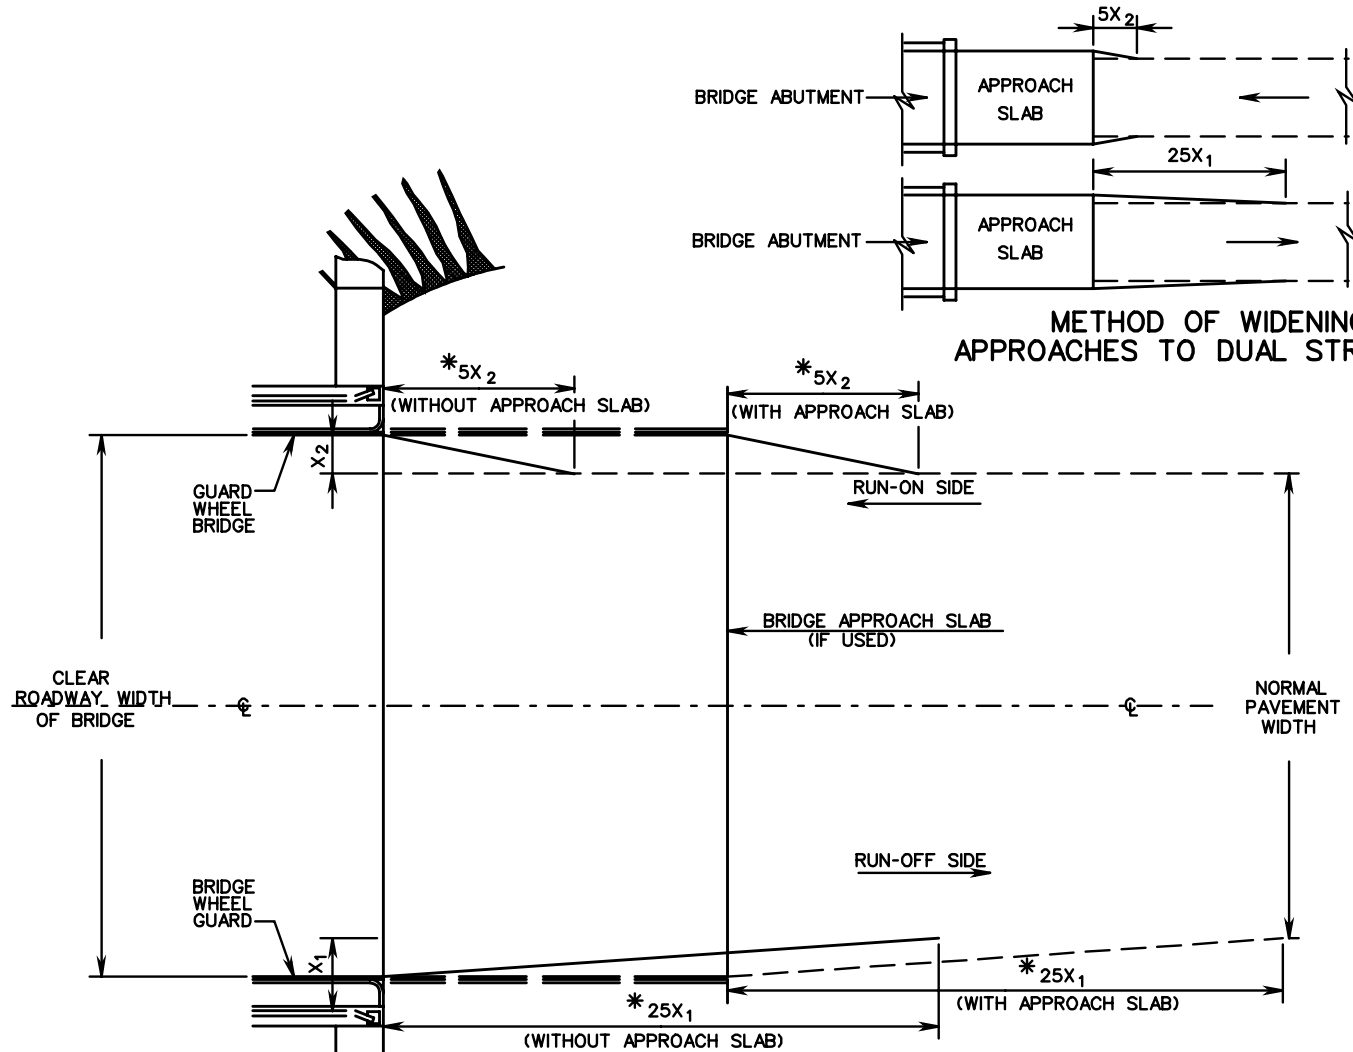 5X2
BRIDGE ABUTMENT
APPROACH
SLAB
25X1
BRIDGE ABUTMENT
APPROACH
SLAB
METHOD OF WIDENING
APPROACHES TO DUAL STR
*5X2
(WITHOUT APPROACH SLAB)
*5X2
(WITH APPROACH SLAB)
X2
GUARD
WHEEL
BRIDGE
RUN-ON SIDE
BRIDGE APPROACH SLAB
(IF USED)
CLEAR
ROADWAY WIDTH
OF BRIDGE
℄
℄
NORMAL
PAVEMENT
WIDTH
RUN-OFF SIDE
BRIDGE
WHEEL
GUARD
X1
*25X1
(WITH APPROACH SLAB)
*25X1
(WITHOUT APPROACH SLAB)